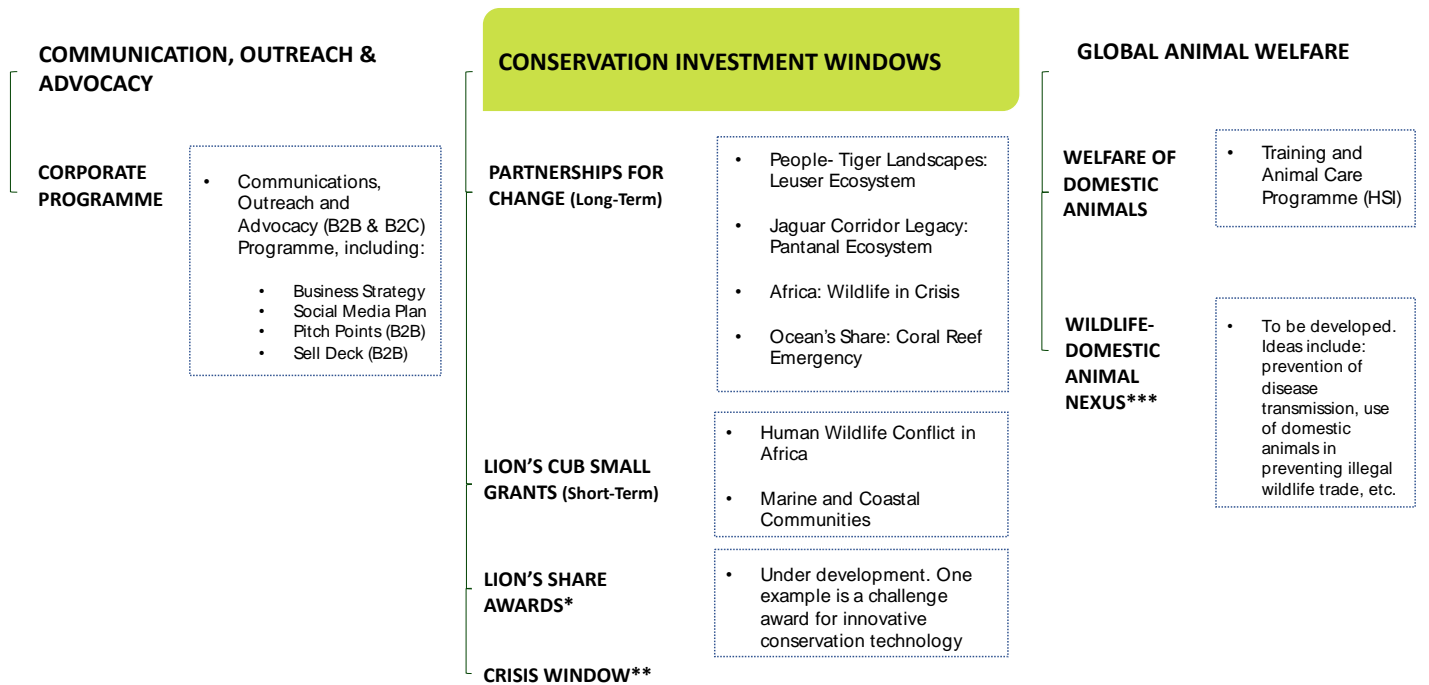 COMMUNICATION, OUTREACH &
ADVOCACY
CORPORATE
PROGRAMME
• Communications,
Outreach and
Advocacy (B2B & B2C)
Programme, including:
• Business Strategy
• Social Media Plan
• Pitch Points (B2B)
• Sell Deck (B2B)
CONSERVATION INVESTMENT WINDOWS
PARTNERSHIPS FOR
CHANGE (Long-Term)
• People- Tiger Landscapes:
Leuser Ecosystem
• Jaguar Corridor Legacy:
Pantanal Ecosystem
• Africa: Wildlife in Crisis
• Ocean's Share: Coral Reef
Emergency
LION'S CUB SMALL
GRANTS (Short-Term)
• Human Wildlife Conflict in
Africa
• Marine and Coastal
Communities
LION'S SHARE
AWARDS*
• Under development. One
example is a challenge
award for innovative
conservation technology
CRISIS WINDOW**
GLOBAL ANIMAL WELFARE
WELFARE OF
DOMESTIC
ANIMALS
• Training and
Animal Care
Programme (HSI)
WILDLIFE-
DOMESTIC
ANIMAL
NEXUS***
• To be developed.
Ideas include:
prevention of
disease
transmission, use
of domestic
animals in
preventing illegal
wildlife trade, etc.